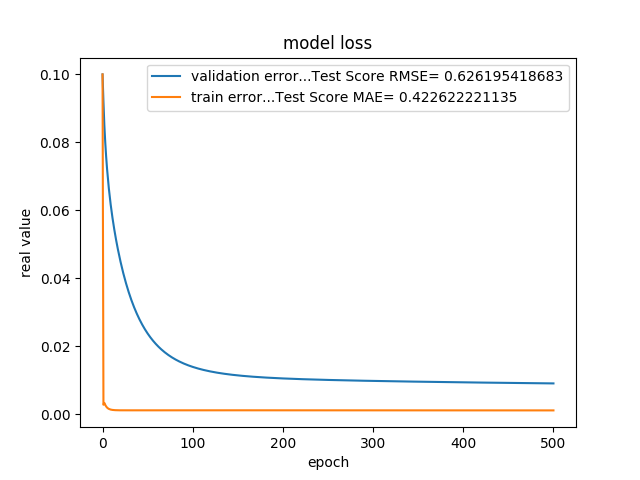 model loss
validation error...Test Score RMSE= 0.626195418683
train error...Test Score MAE= 0.422622221135
0.10
0.08
0.06
0.04
0.02
0.00
real value
0 100 200 300 400 500
epoch